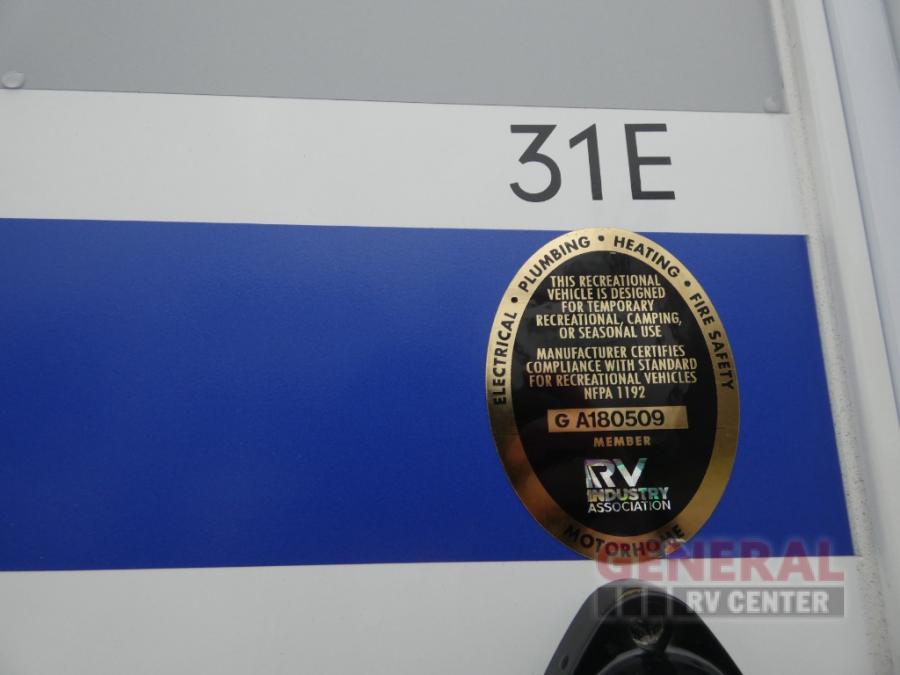 31E
ELECTRICAL • PLUMBING • HEATING • FIRE SAFETY
THIS RECREATIONAL
VEHICLE IS DESIGNED
FOR TEMPORARY
RECREATIONAL, CAMPING,
OR SEASONAL USE
MANUFACTURER CERTIFIES
COMPLIANCE WITH STANDARD
FOR RECREATIONAL VEHICLES
NFPA 1192
G A180509
MEMBER
RV
INDUSTRY
ASSOCIATION
MOTORHOME
GENERAL
RV CENTER